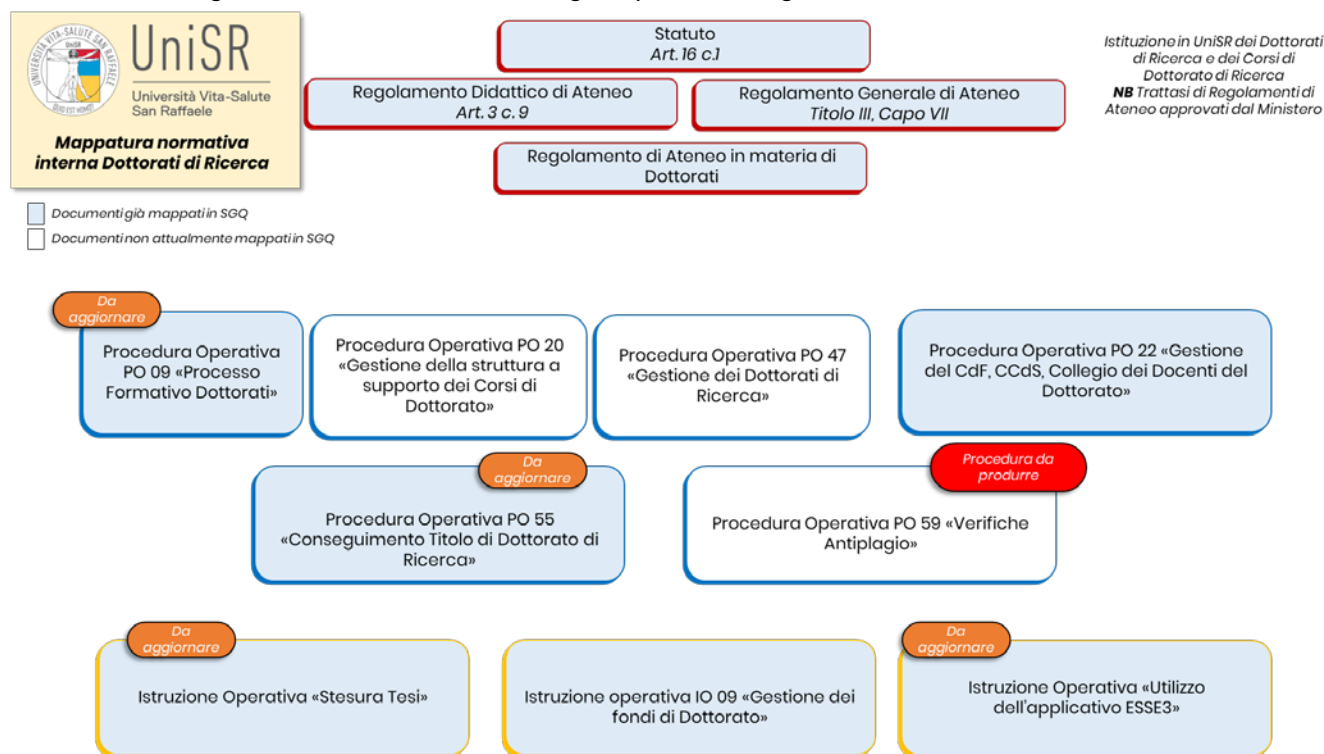 Statuto
Art. 16 c.1
UNIVERSITÀ VITA-SALUTE SAN RAFFAELE
UniSR
UniSR
Università Vita-Salute
San Raffaele
Mappatura normativa
interna Dottorati di Ricerca
Regolamento Didattico di Ateneo
Art. 3 c. 9
Regolamento Generale di Ateneo
Titolo III, Capo VII
Regolamento di Ateneo in materia di
Dottorati
Istituzione in UniSR dei Dottorati
di Ricerca e dei Corsi di
Dottorato di Ricerca
NB Trattasi di Regolamenti di
Ateneo approvati dal Ministero
Documenti già mappati in SGQ
Documenti non attualmente mappati in SGQ
Da
aggiornare
Procedura Operativa
PO 09 «Processo
Formativo Dottorati»
Procedura Operativa PO 20
«Gestione della struttura a
supporto dei Corsi di
Dottorato»
Procedura Operativa PO 47
«Gestione dei Dottorati di
Ricerca»
Procedura Operativa PO 22 «Gestione
del CdF, CCdS, Collegio dei Docenti del
Dottorato»
Da
aggiornare
Procedura Operativa PO 55
«Conseguimento Titolo di Dottorato di
Ricerca»
Procedura da
produrre
Procedura Operativa PO 59 «Verifiche
Antiplagio»
Da
aggiornare
Istruzione Operativa «Stesura Tesi»
Istruzione operativa IO 09 «Gestione dei
fondi di Dottorato»
Da
aggiornare
Istruzione Operativa «Utilizzo
dell'applicativo ESSE3»